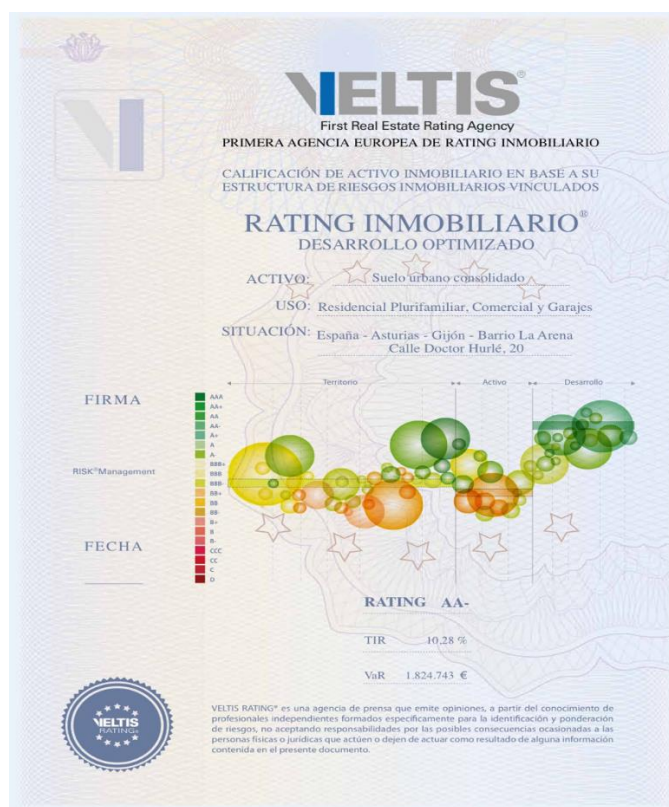 VELTIS®
First Real Estate Rating Agency
PRIMERA AGENCIA EUROPEA DE RATING INMOBILIARIO
CALIFICACIÓN DE ACTIVO INMOBILIARIO EN BASE A SU
ESTRUCTURA DE RIESGOS INMOBILIARIOS VINCULADOS
RATING INMOBILIARIO®
DESARROLLO OPTIMIZADO
ACTIVO: Suelo urbano consolidado
USO: Residencial Plurifamiliar, Comercial y Garajes
SITUACIÓN: España - Asturias - Gijón - Barrio La Arena
Calle Doctor Hurlé, 20
Territorio Activo Desarrollo
FIRMA
RISK®Management
FECHA
AAA
AA+
AA
AA-
A+
A
A-
BBB+
BBB
BBB-
BB+
BB
BB-
B+
B
B-
CCC
CC
C
D
RATING AA-
TIR 10,28 %
VaR 1.824.743 €
VELTIS
RATING®
VELTIS RATING® es una agencia de prensa que emite opiniones, a partir del conocimiento de
profesionales independientes formados específicamente para la identificación y ponderación
de riesgos, no aceptando responsabilidades por las posibles consecuencias ocasionadas a las
personas físicas o jurídicas que actúen o dejen de actuar como resultado de alguna información
contenida en el presente documento.